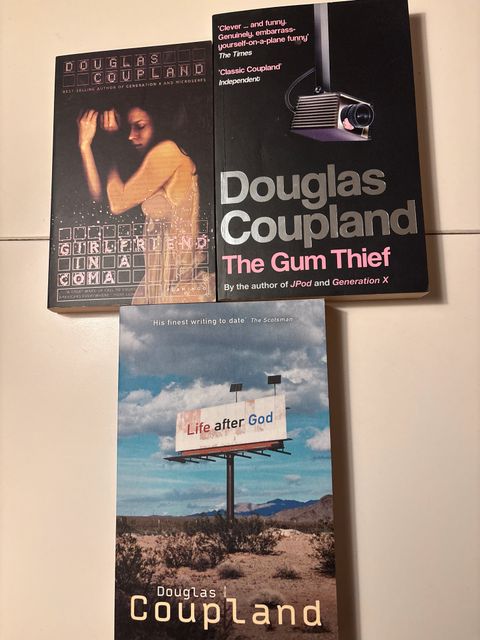 DOUGLAS
COUPLAND
BEST SELLING AUTHOR OF GENERATION X AND MICROSERFS
GIRLFRIEND
IN A
COMA
FLAMINGO
'Clever ... and funny.
Genuinely, embarrass-
yourself-on-a-plane funny'
The Times
'Classic Coupland'
Independent
Douglas
Coupland
The Gum Thief
By the author of JPod and Generation X
'His finest writing to date' The Scotsman
Life after God
Douglas
Coupland